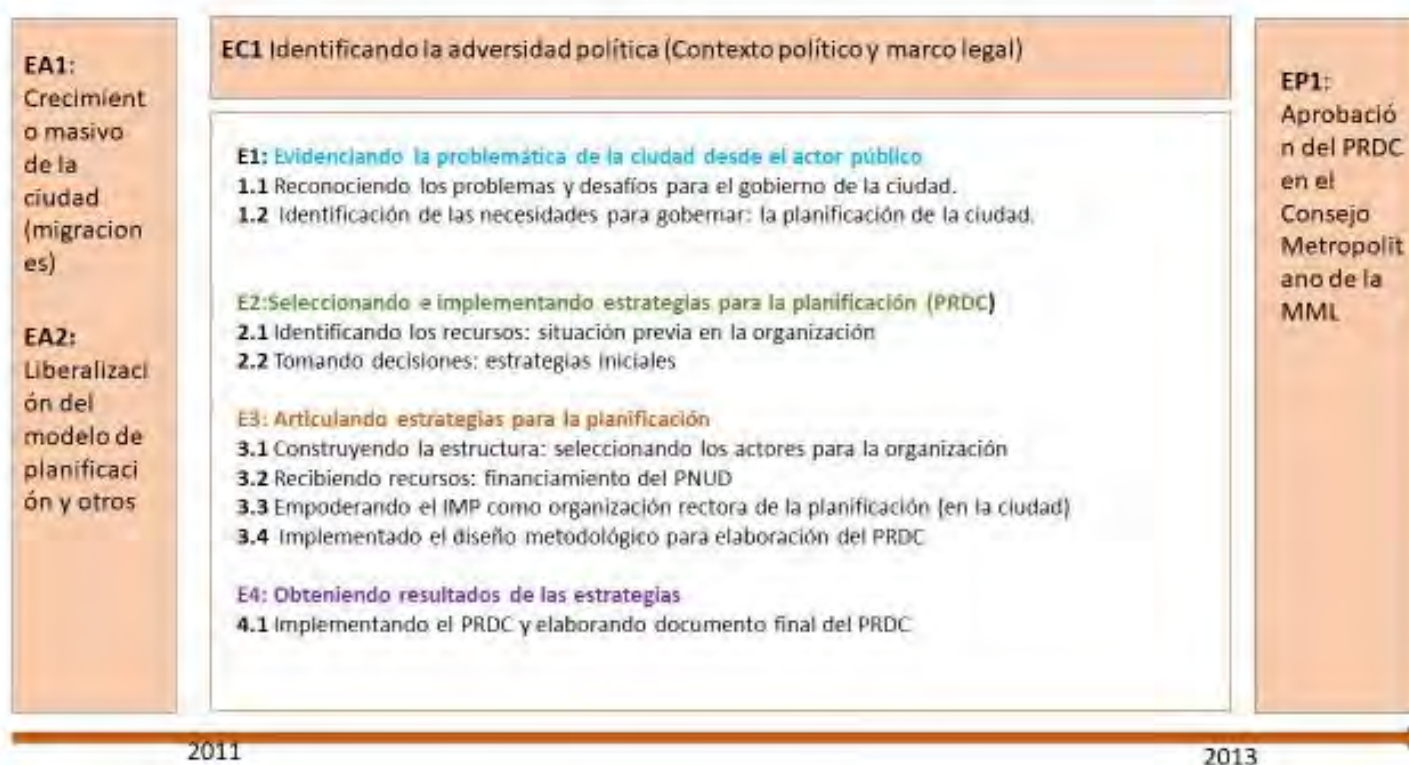 EA1:
Crecimient
o masivo
de la
ciudad
(migracion
es)
EA2:
Liberalizaci
ón del
modelo de
planificaci
ón y otros
EC1 Identificando la adversidad política (Contexto político y marco legal)
E1: Evidenciando la problemática de la ciudad desde el actor público
1.1 Reconociendo los problemas y desafíos para el gobierno de la ciudad.
1.2 Identificación de las necesidades para gobernar: la planificación de la ciudad.
E2:Seleccionando e implementando estrategias para la planificación (PRDC)
2.1 Identificando los recursos: situación previa en la organización
2.2 Tomando decisiones: estrategias iniciales
E3: Articulando estrategias para la planificación
3.1 Construyendo la estructura: seleccionando los actores para la organización
3.2 Recibiendo recursos: financiamiento del PNUD
3.3 Empoderando el IMP como organización rectora de la planificación (en la ciudad)
3.4 Implementado el diseño metodológico para elaboración del PRDC
E4: Obteniendo resultados de las estrategias
4.1 Implementando el PRDC y elaborando documento final del PRDC
EP1:
Aprobació
n del PRDC
en el
Consejo
Metropolit
ano de la
MML
2011
2013